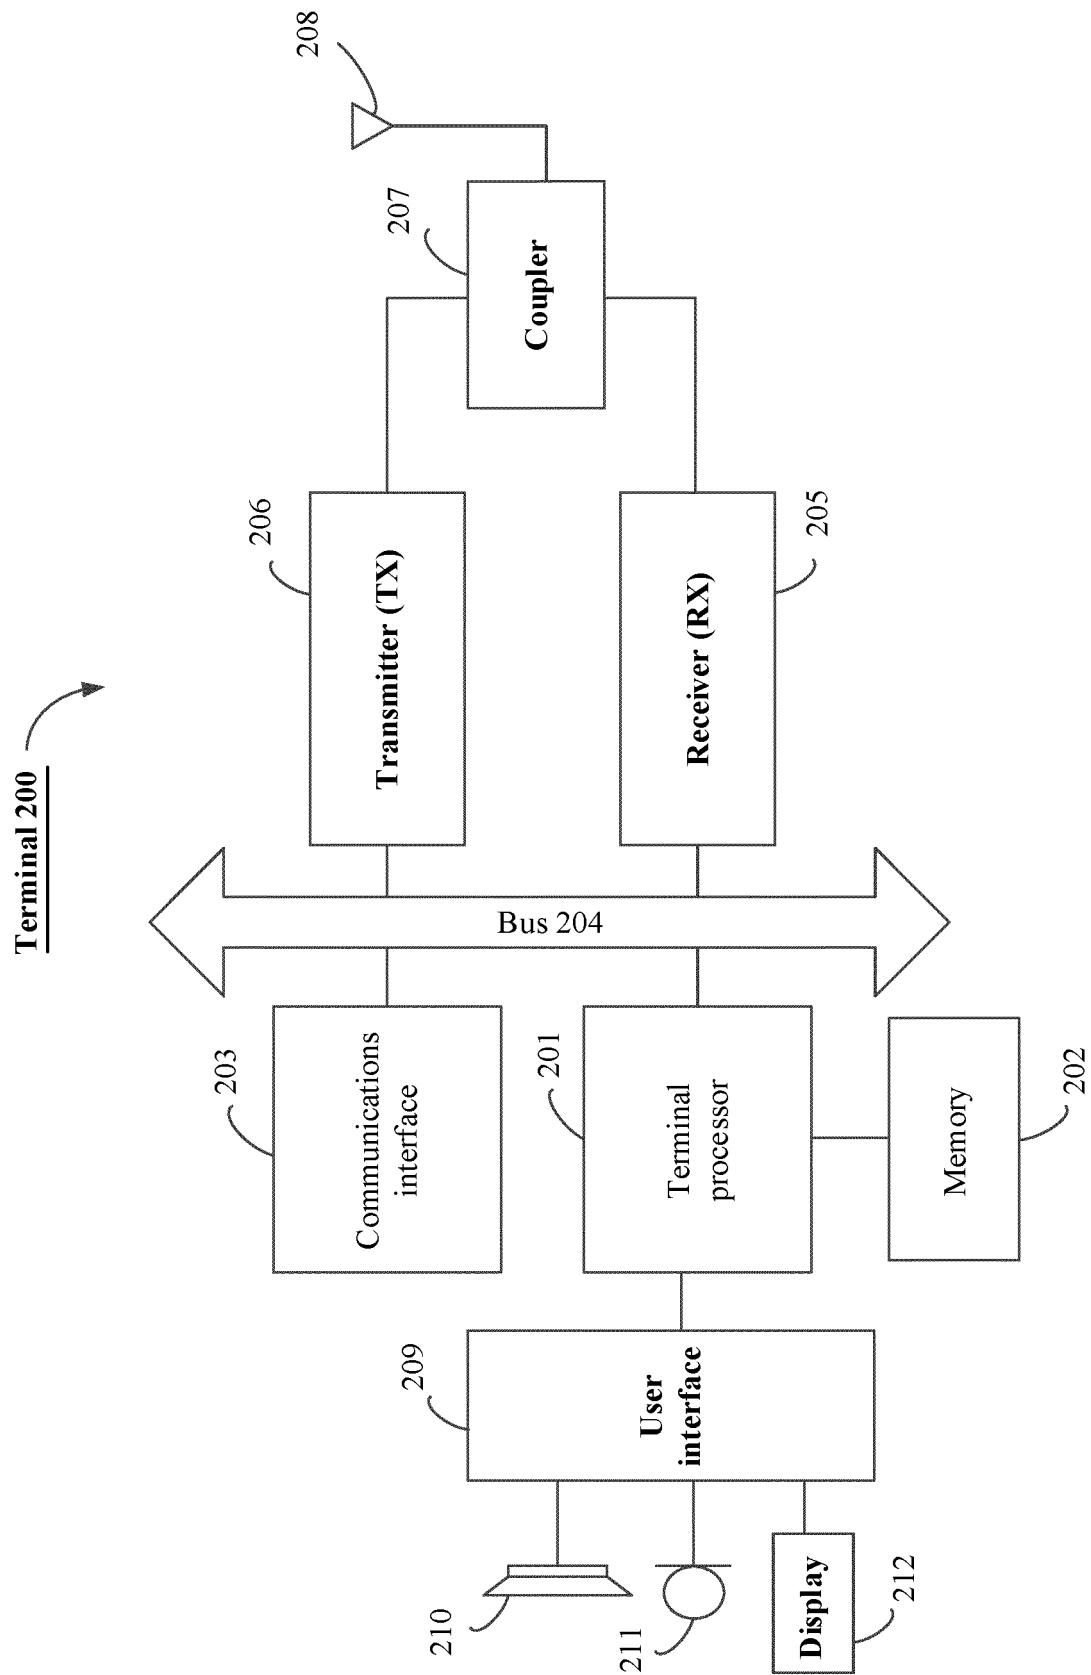 Terminal 200
210
211
Display
212
209
User
interface
203
Communications
interface
201
Terminal
processor
Memory
202
Bus 204
206
Transmitter (TX)
Receiver (RX)
205
207
Coupler
208